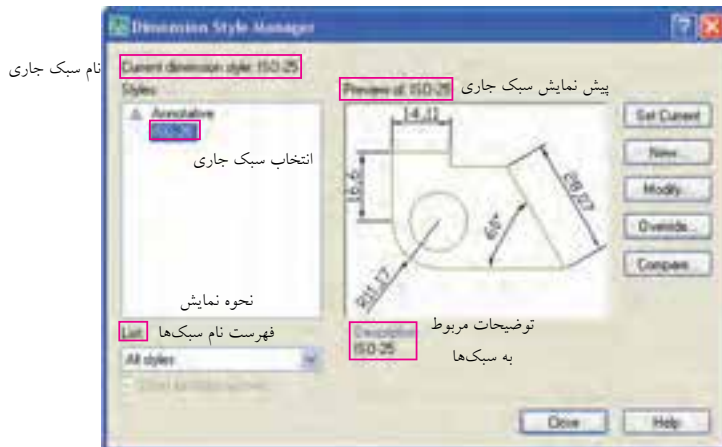 Dimension Style Manager
نام سبک جاری
Current dimension style: ISO-25
Styles:
Preview of: ISO-25
پیش نمایش سبک جاری
Annotative
ISO-25
انتخاب سبک جاری
14,11
16,6
28,07
60°
R11,17
Set Current
New...
Modify...
Override...
Compare...
نحوه نمایش
List:
فهرست نام سبک‌ها
All styles
Description
ISO-25
توضیحات مربوط
به سبک‌ها
Close
Help